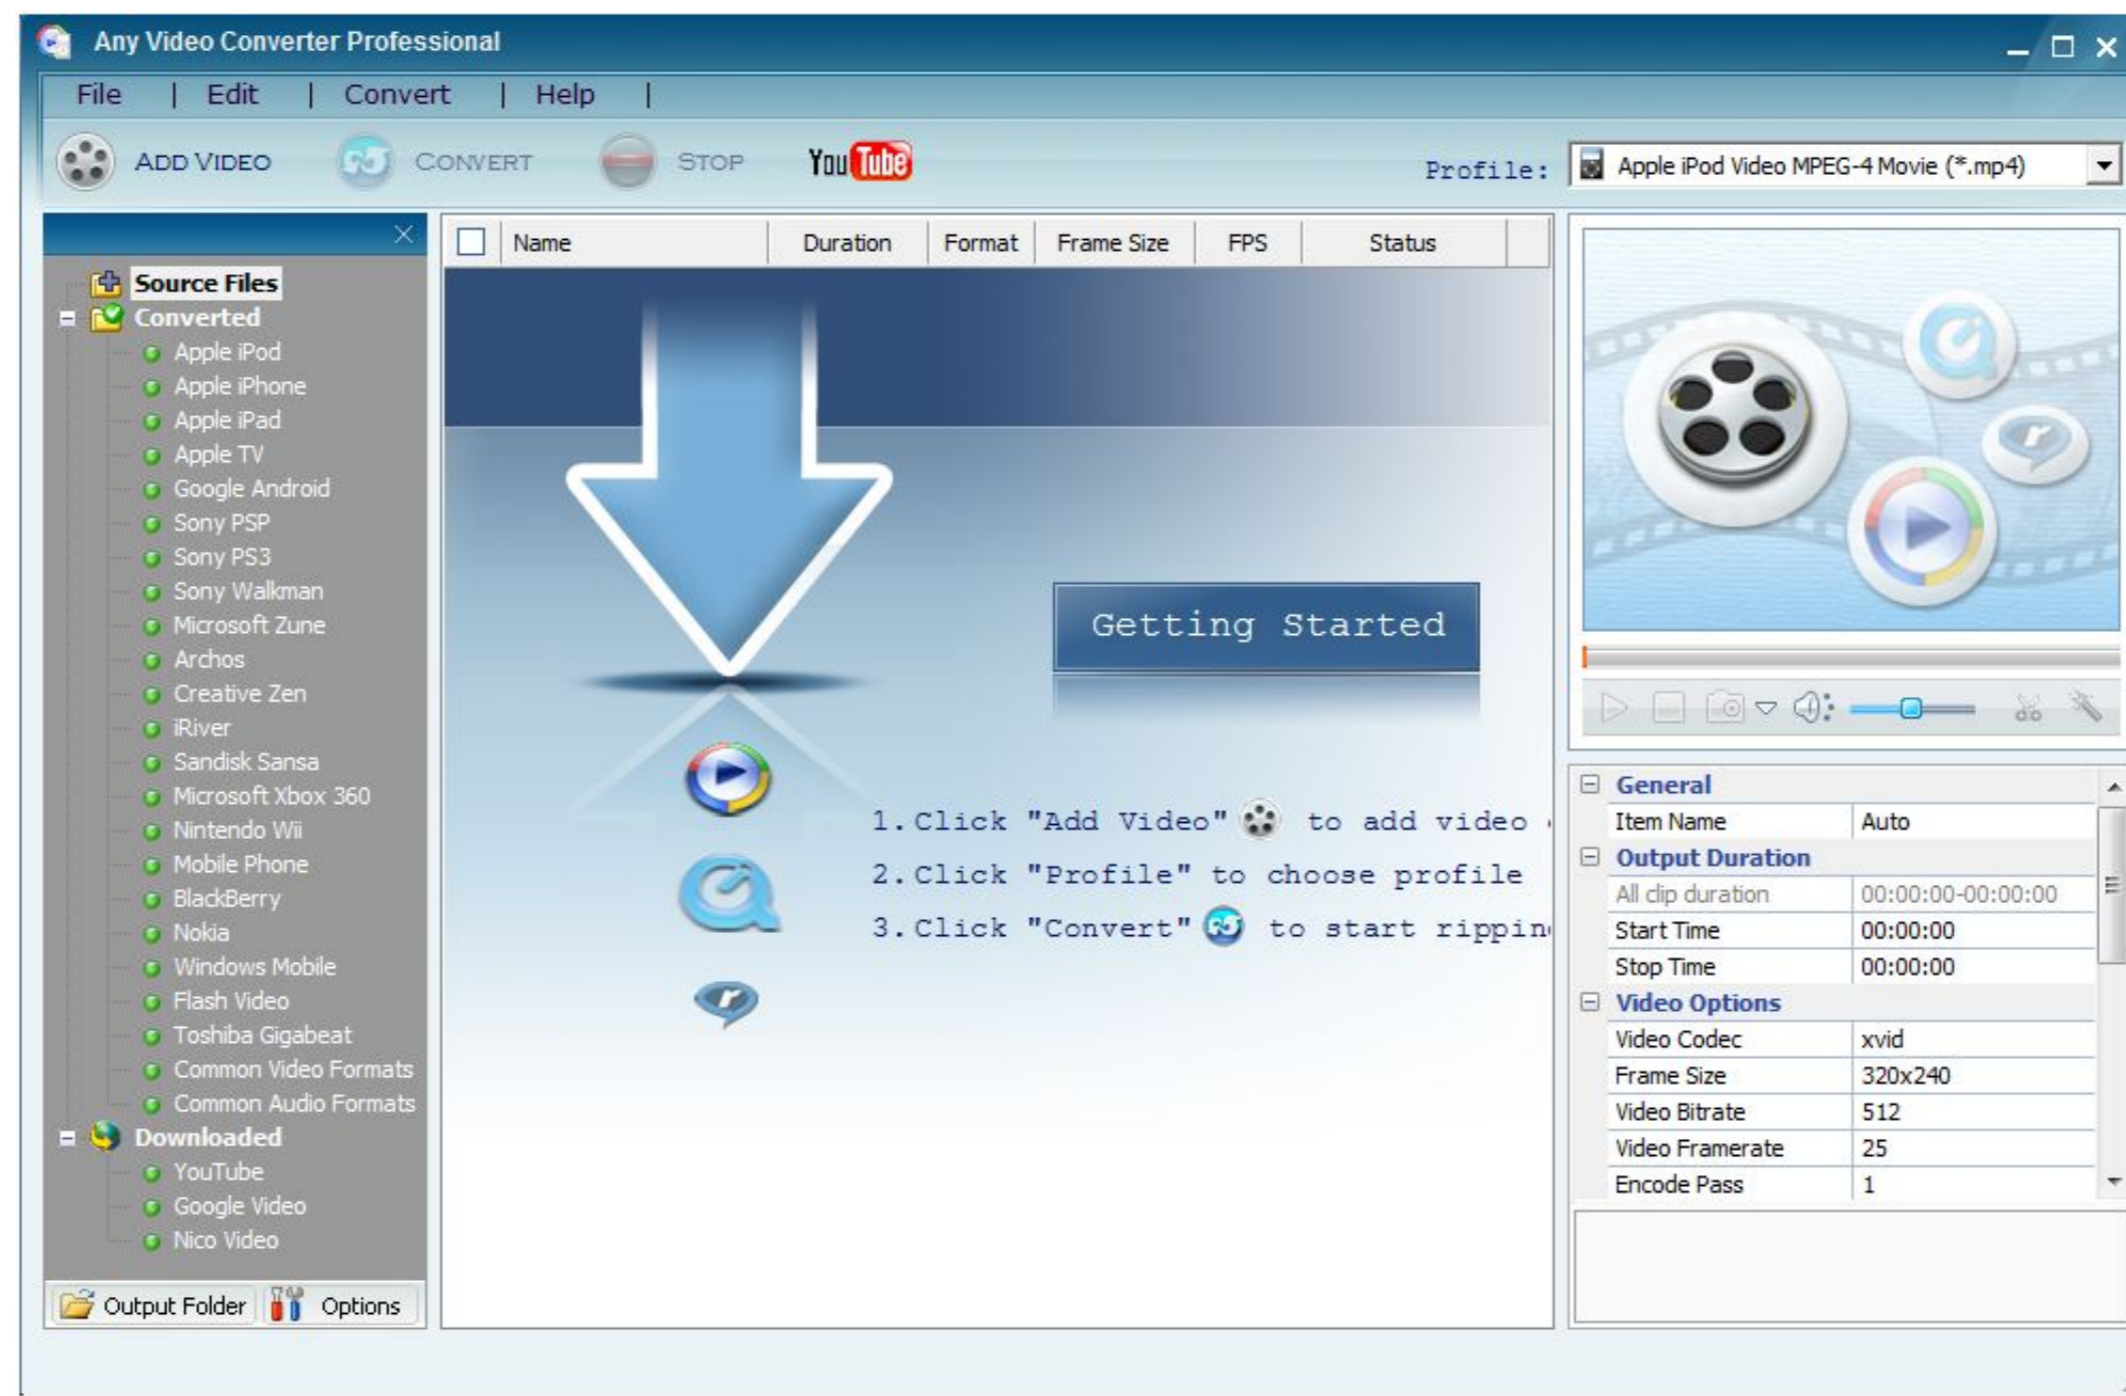 Any Video Converter Professional
File | Edit | Convert | Help |
ADD VIDEO CONVERT STOP YouTube Profile: Apple iPod Video MPEG-4 Movie (*.mp4)
Name Duration Format Frame Size FPS Status
Source Files
Converted
Apple iPod
Apple iPhone
Apple iPad
Apple TV
Google Android
Sony PSP
Sony PS3
Sony Walkman
Microsoft Zune
Archos
Creative Zen
iRiver
Sandisk Sansa
Microsoft Xbox 360
Nintendo Wii
Mobile Phone
BlackBerry
Nokia
Windows Mobile
Flash Video
Toshiba Gigabeat
Common Video Formats
Common Audio Formats
Downloaded
YouTube
Google Video
Nico Video
Output Folder Options
Getting Started
1.Click "Add Video" to add video
2.Click "Profile" to choose profile
3.Click "Convert" to start rippin
General
Item Name Auto
Output Duration
All clip duration 00:00:00-00:00:00
Start Time 00:00:00
Stop Time 00:00:00
Video Options
Video Codec xvid
Frame Size 320x240
Video Bitrate 512
Video Framerate 25
Encode Pass 1